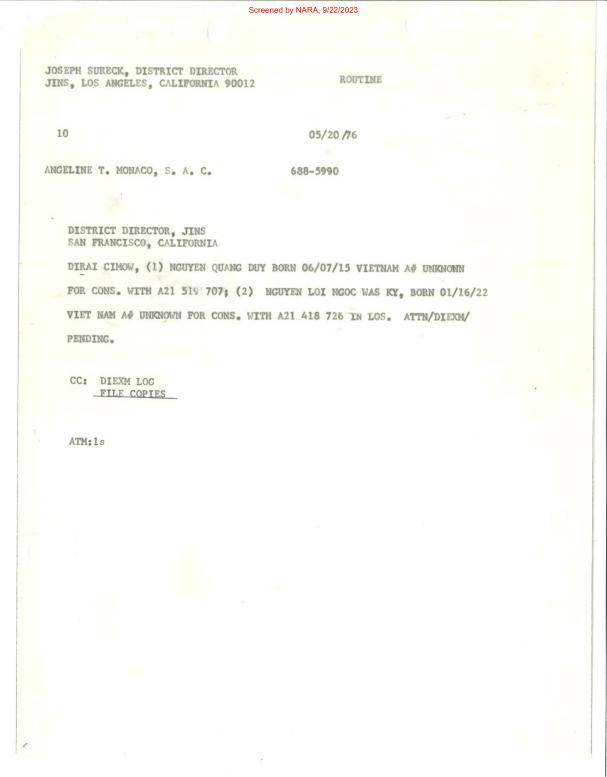 Screened by NARA, 9/22/2023
JOSEPH SURECK, DISTRICT DIRECTOR
JINS, LOS ANGELES, CALIFORNIA 90012
ROUTINE
10
05/20/76
ANGELINE T. MONACO, S. A. C.
688-5990
DISTRICT DIRECTOR, JINS
SAN FRANCISCO, CALIFORNIA
DIRAI CIMOW, (1) NGUYEN QUANG DUY BORN 06/07/15 VIETNAM A# UNKNOWN
FOR CONS. WITH A21 519 707; (2) NGUYEN LOI NGOC WAS KY, BORN 01/16/22
VIET NAM A# UNKNOWN FOR CONS. WITH A21 418 726 IN LOS. ATTN/DIEXM/
PENDING.
CC: DIEXM LOG
FILE COPIES
ATM:ls